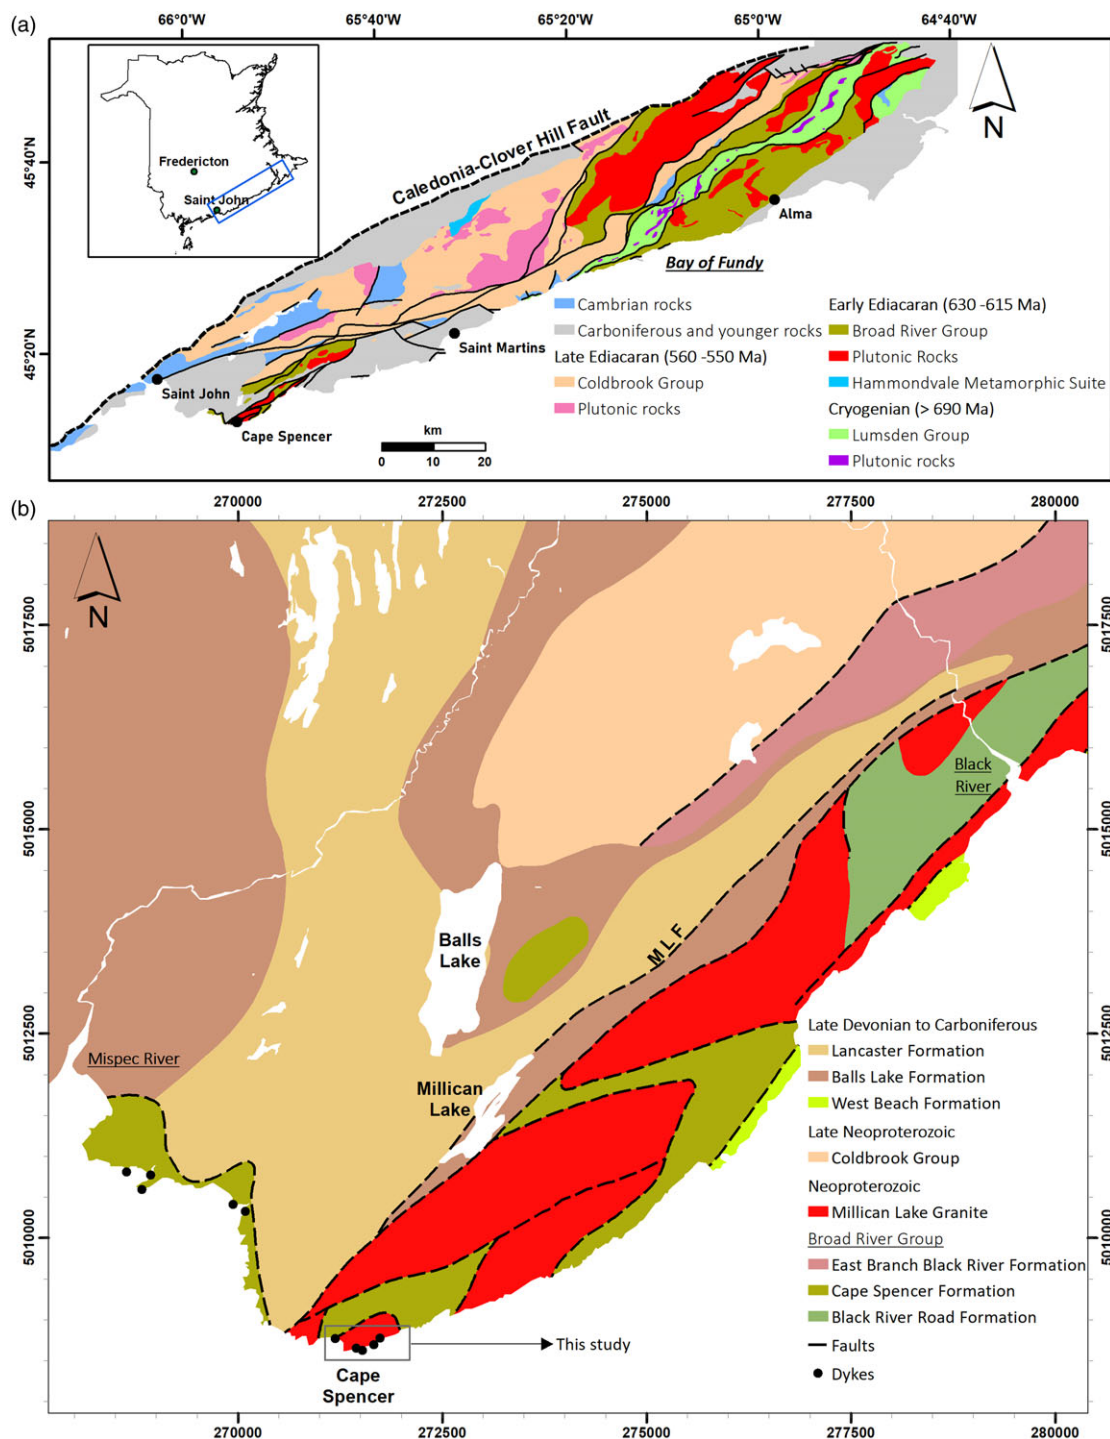 (a)
66°0'W
65°40'W
65°20'W
65°0'W
64°40'W
45°40'N
45°20'N
Fredericton
Saint John
Caledonia-Clover Hill Fault
N
Alma
Bay of Fundy
Saint Martins
Saint John
Cape Spencer
km
0 10 20
Cambrian rocks
Carboniferous and younger rocks
Late Ediacaran (560 -550 Ma)
Coldbrook Group
Plutonic rocks
Early Ediacaran (630 -615 Ma)
Broad River Group
Plutonic Rocks
Hammondvale Metamorphic Suite
Cryogenian (> 690 Ma)
Lumsden Group
Plutonic rocks
(b)
270000
272500
275000
277500
280000
N
5017500
5017500
5015000
5015000
5012500
5012500
5010000
5010000
Black
River
Balls
Lake
MLF
Mispec River
Millican
Lake
This study
Cape
Spencer
Late Devonian to Carboniferous
Lancaster Formation
Balls Lake Formation
West Beach Formation
Late Neoproterozoic
Coldbrook Group
Neoproterozoic
Millican Lake Granite
Broad River Group
East Branch Black River Formation
Cape Spencer Formation
Black River Road Formation
Faults
Dykes
270000
272500
275000
277500
280000